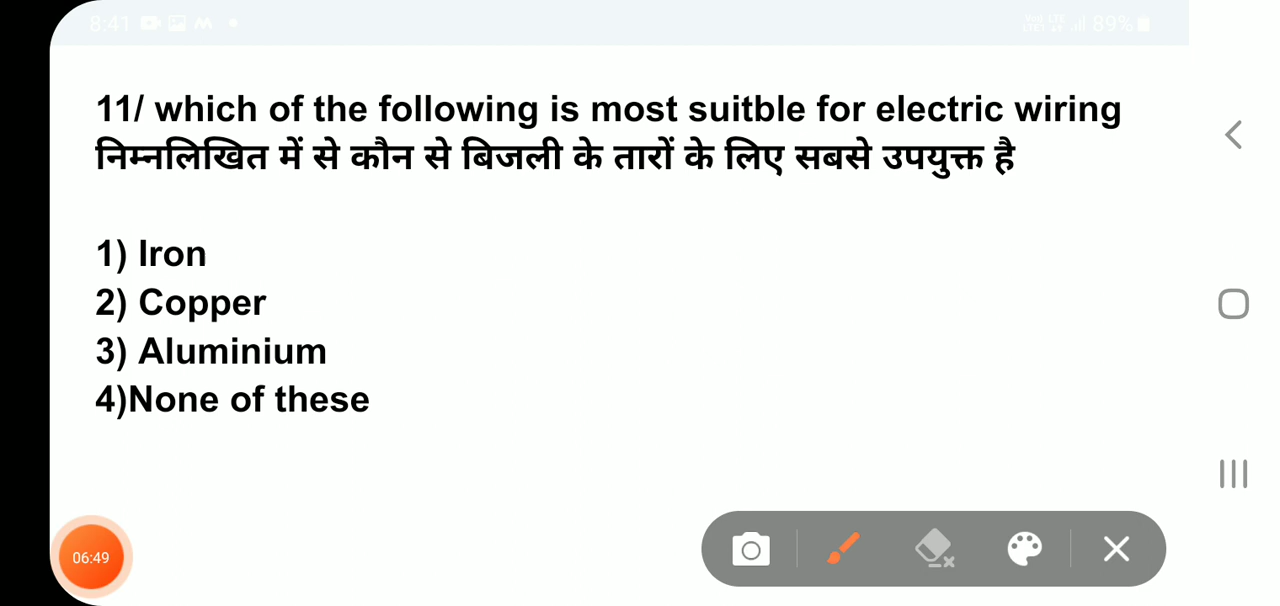 8:41
89%
11/ which of the following is most suitble for electric wiring
निम्नलिखित में से कौन से बिजली के तारों के लिए सबसे उपयुक्त है
1) Iron
2) Copper
3) Aluminium
4)None of these
06:49